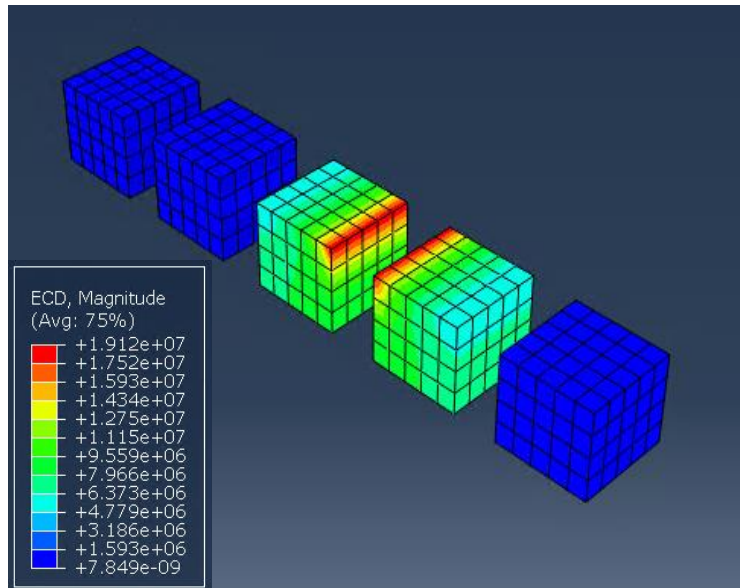 ECD, Magnitude
(Avg: 75%)
+1.912e+07
+1.752e+07
+1.593e+07
+1.434e+07
+1.275e+07
+1.115e+07
+9.559e+06
+7.966e+06
+6.373e+06
+4.779e+06
+3.186e+06
+1.593e+06
+7.849e-09